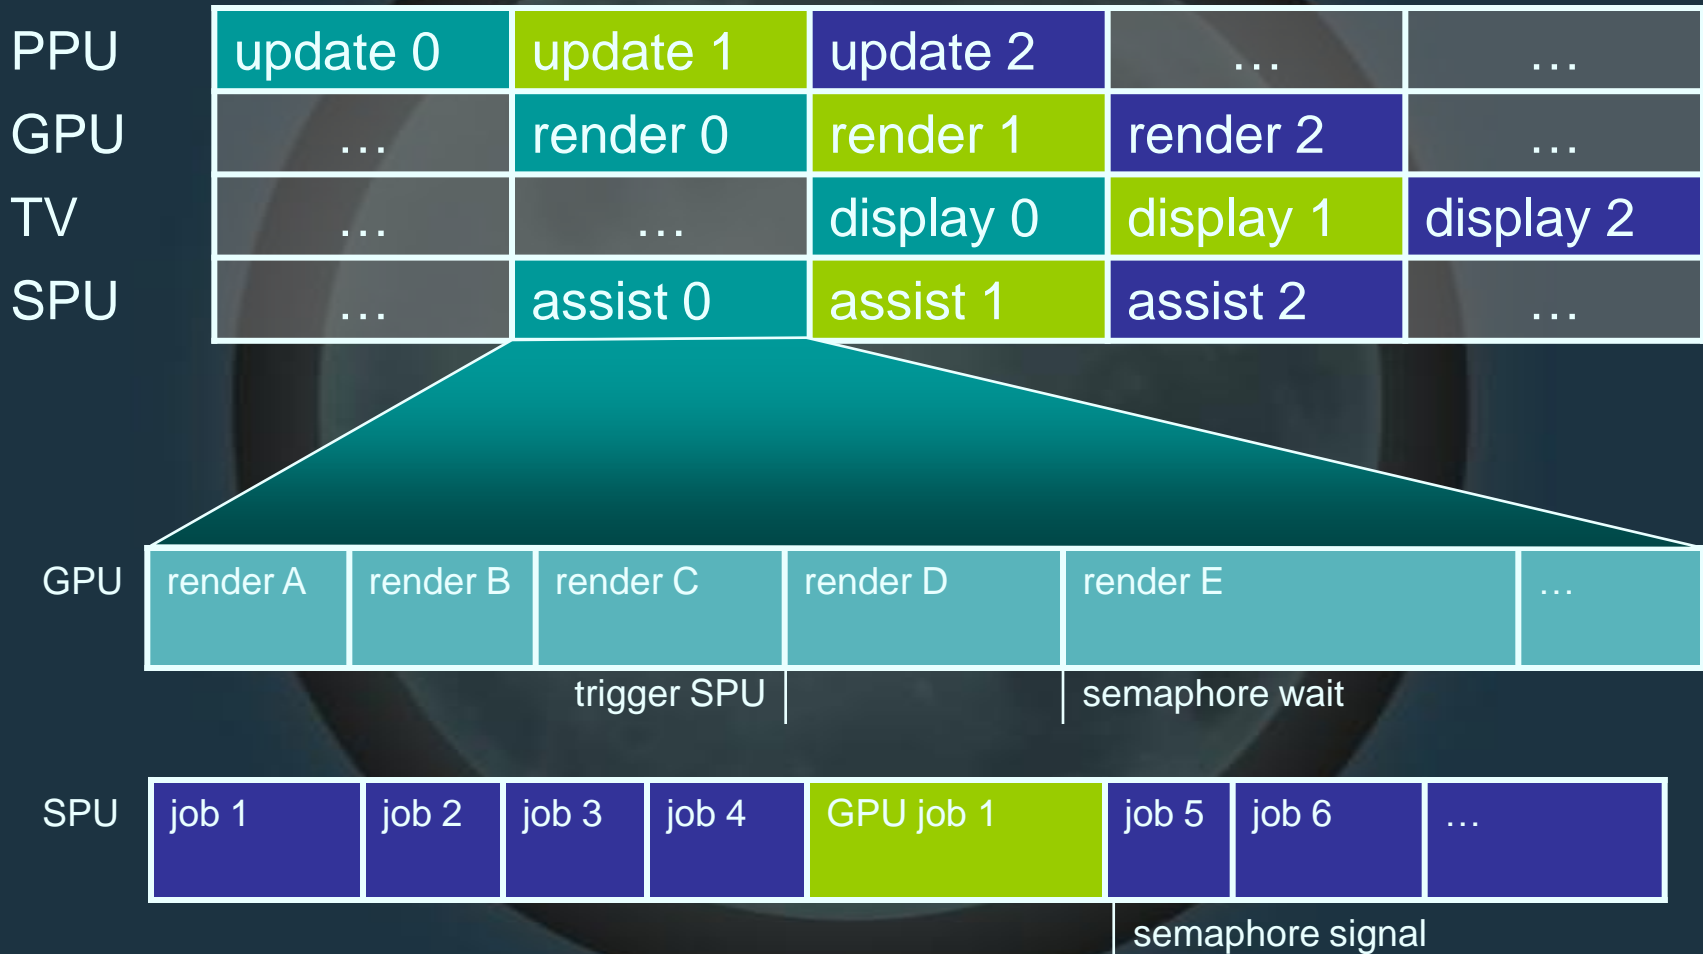 PPU update 0 update 1 update 2 … …
GPU … render 0 render 1 render 2 …
TV … … display 0 display 1 display 2
SPU … assist 0 assist 1 assist 2 …
GPU render A render B render C render D render E …
trigger SPU semaphore wait
SPU job 1 job 2 job 3 job 4 GPU job 1 job 5 job 6 …
semaphore signal